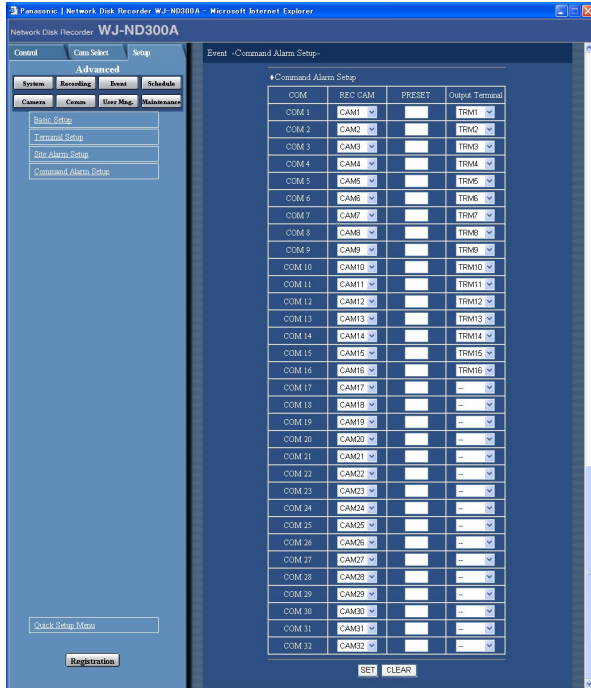 Panasonic | Network Disk Recorder WJ-ND300A - Microsoft Internet Explorer
Network Disk Recorder WJ-ND300A
Control Cam Select Setup
Advanced
System Recording Event Schedule
Camera Comm User Mng. Maintenance
Basic Setup
Terminal Setup
Site Alarm Setup
Command Alarm Setup
Quick Setup Menu
Registration
Event -Command Alarm Setup-
♦Command Alarm Setup
COM REC CAM PRESET Output Terminal
COM 1 CAM1 TRM1
COM 2 CAM2 TRM2
COM 3 CAM3 TRM3
COM 4 CAM4 TRM4
COM 5 CAM5 TRM5
COM 6 CAM6 TRM6
COM 7 CAM7 TRM7
COM 8 CAM8 TRM8
COM 9 CAM9 TRM9
COM 10 CAM10 TRM10
COM 11 CAM11 TRM11
COM 12 CAM12 TRM12
COM 13 CAM13 TRM13
COM 14 CAM14 TRM14
COM 15 CAM15 TRM15
COM 16 CAM16 TRM16
COM 17 CAM17 --
COM 18 CAM18 --
COM 19 CAM19 --
COM 20 CAM20 --
COM 21 CAM21 --
COM 22 CAM22 --
COM 23 CAM23 --
COM 24 CAM24 --
COM 25 CAM25 --
COM 26 CAM26 --
COM 27 CAM27 --
COM 28 CAM28 --
COM 29 CAM29 --
COM 30 CAM30 --
COM 31 CAM31 --
COM 32 CAM32 --
SET CLEAR